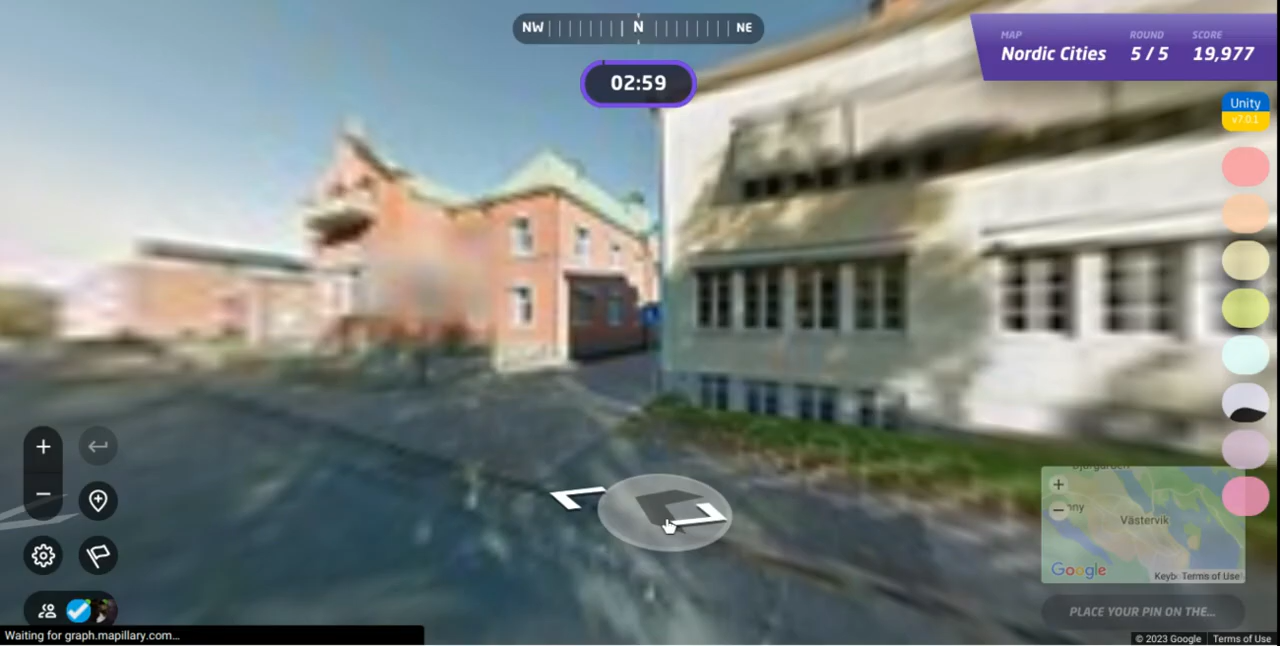 NW N NE
02:59
MAP ROUND SCORE
Nordic Cities 5 / 5 19,977
Unity
v7.0.1
Västervik
Google
Terms of Use
PLACE YOUR PIN ON THE...
Waiting for graph.mapillary.com...
© 2023 Google Terms of Use